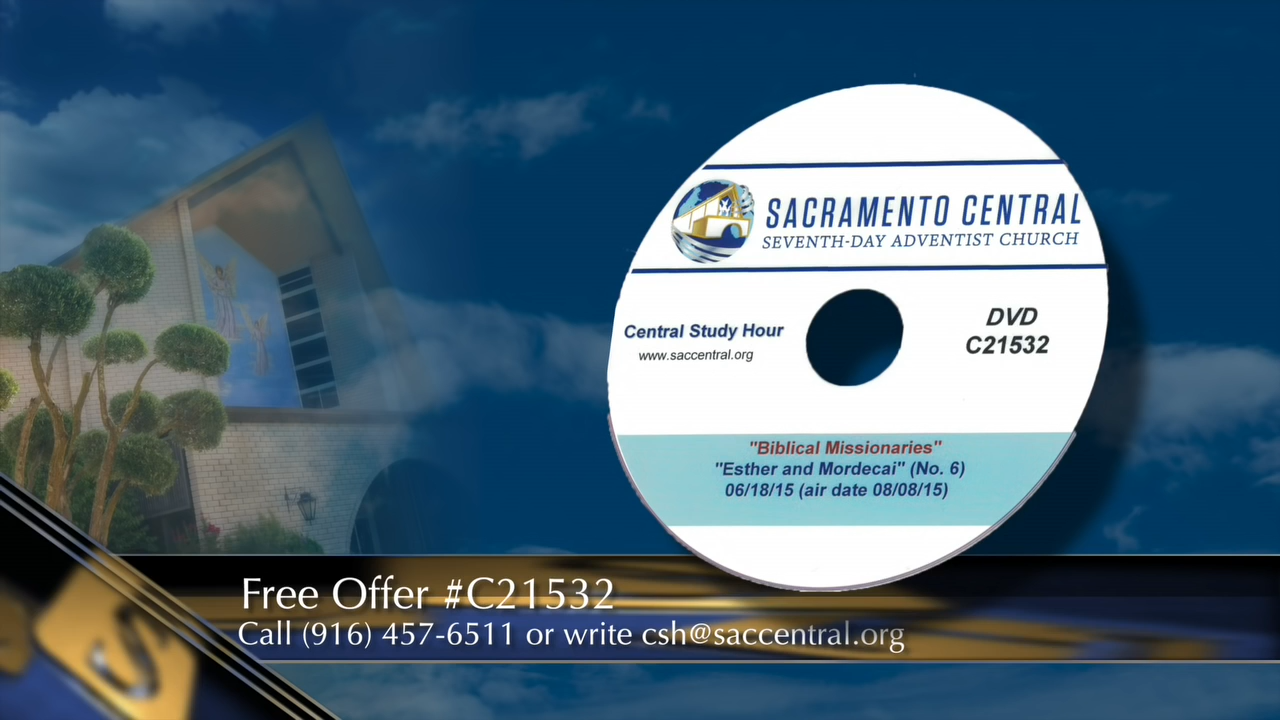 SACRAMENTO CENTRAL
SEVENTH-DAY ADVENTIST CHURCH
Central Study Hour
www.saccentral.org
DVD
C21532
"Biblical Missionaries"
"Esther and Mordecai" (No. 6)
06/18/15 (air date 08/08/15)
Free Offer #C21532
Call (916) 457-6511 or write csh@saccentral.org